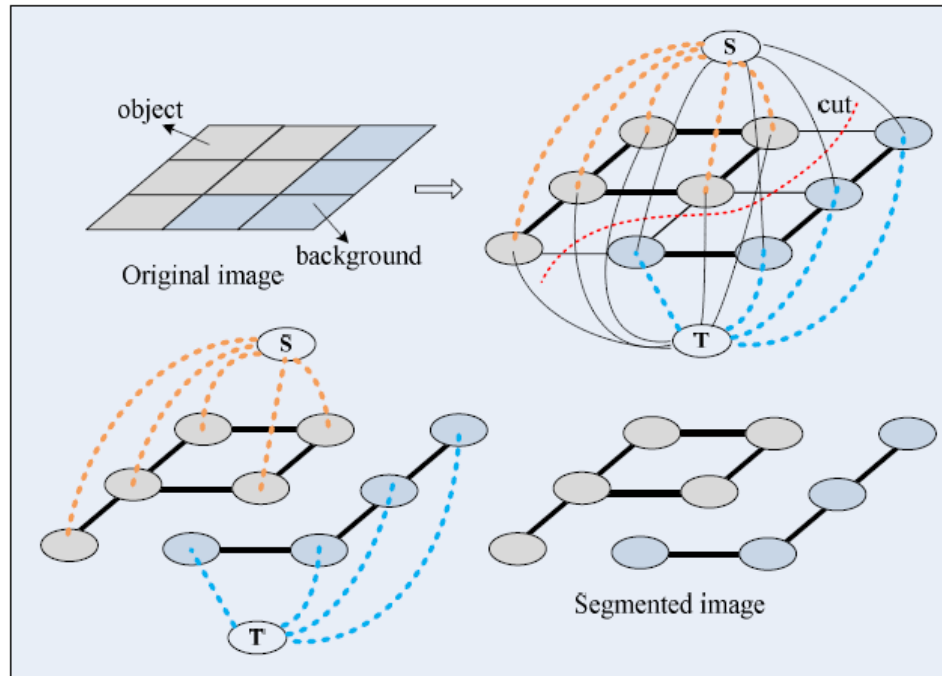 S
cut
object
background
Original image
T
S
T
Segmented image